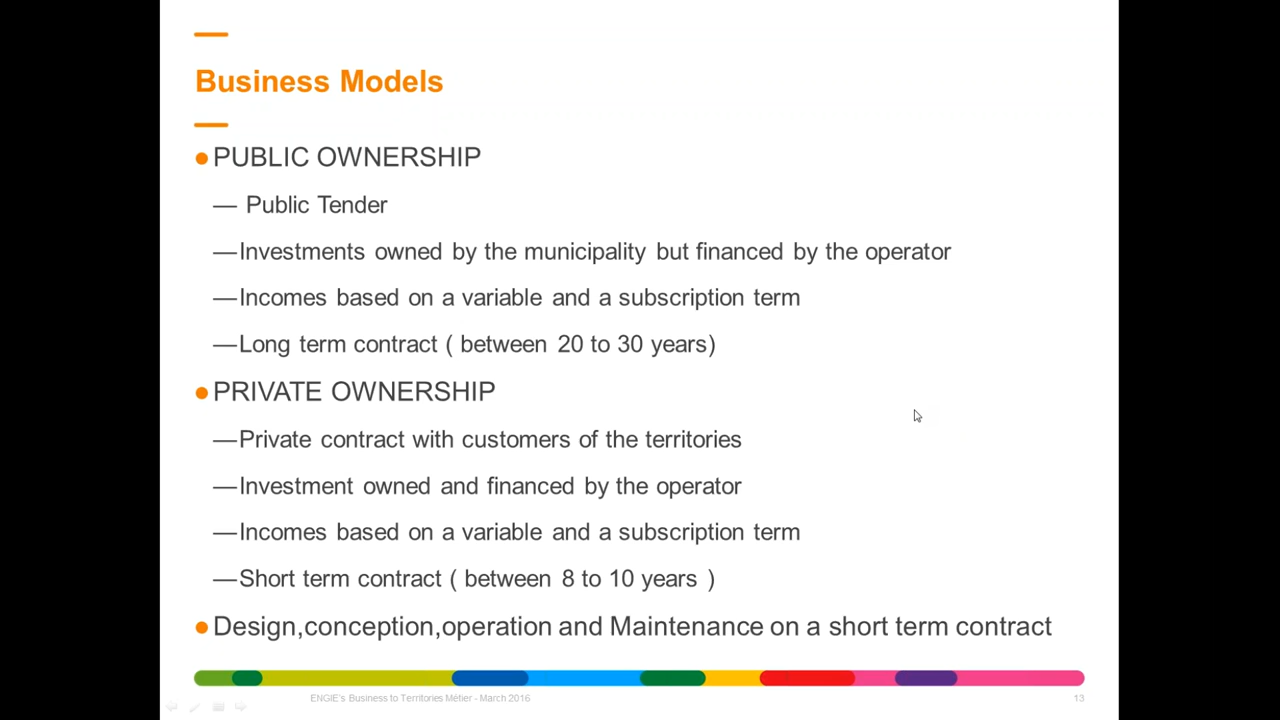 Business Models
PUBLIC OWNERSHIP
— Public Tender
—Investments owned by the municipality but financed by the operator
—Incomes based on a variable and a subscription term
—Long term contract ( between 20 to 30 years)
PRIVATE OWNERSHIP
—Private contract with customers of the territories
—Investment owned and financed by the operator
—Incomes based on a variable and a subscription term
—Short term contract ( between 8 to 10 years )
Design,conception,operation and Maintenance on a short term contract
ENGIE's Business to Territories Métier - March 2016
13